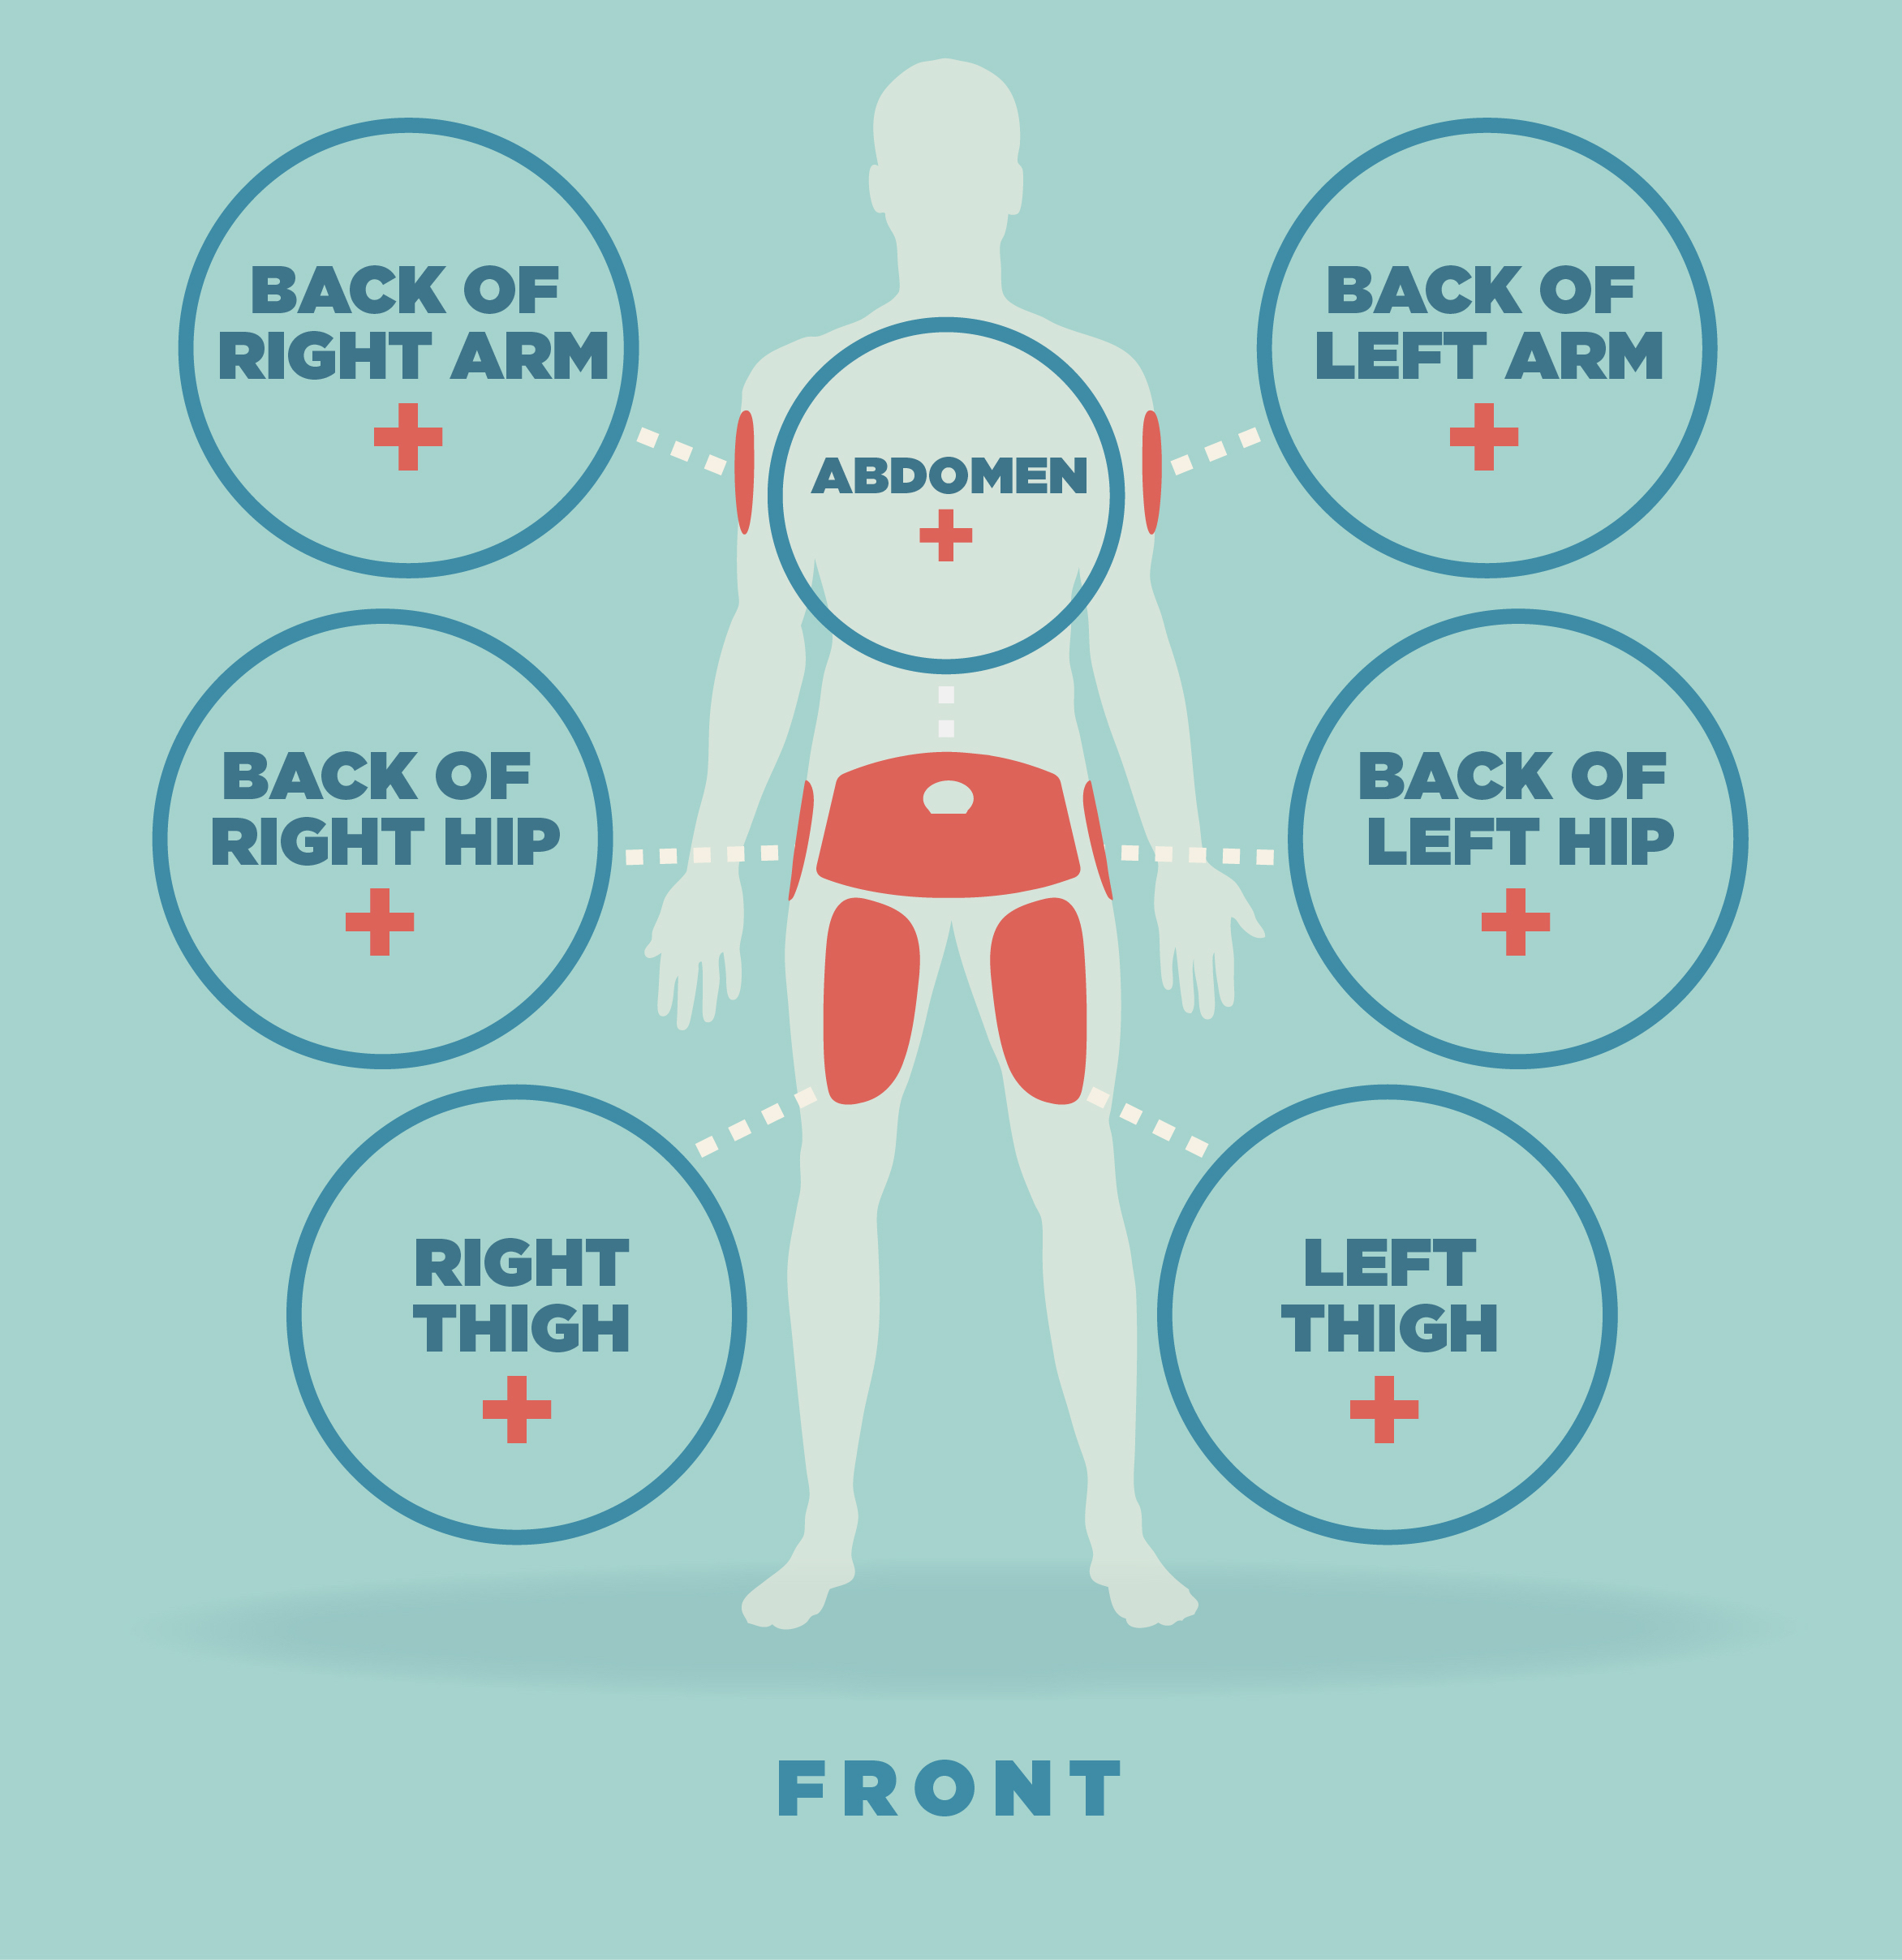 BACK OF
RIGHT ARM
BACK OF
LEFT ARM
ABDOMEN
BACK OF
RIGHT HIP
BACK OF
LEFT HIP
RIGHT
THIGH
LEFT
THIGH
FRONT